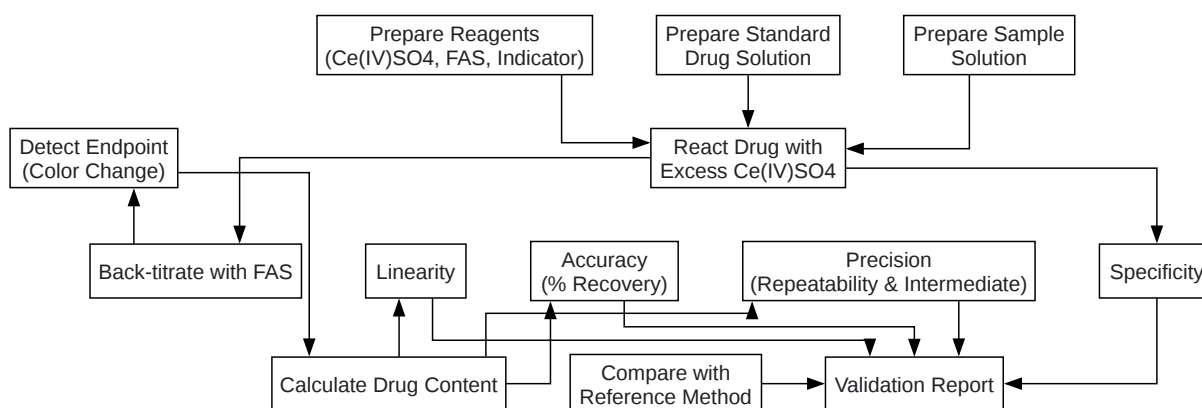 Prepare Reagents
(Ce(IV)SO4, FAS, Indicator)
Prepare Standard
Drug Solution
Prepare Sample
Solution
Detect Endpoint
(Color Change)
React Drug with
Excess Ce(IV)SO4
Back-titrate with FAS
Linearity
Accuracy
(% Recovery)
Precision
(Repeatability & Intermediate)
Specificity
Calculate Drug Content
Compare with
Reference Method
Validation Report